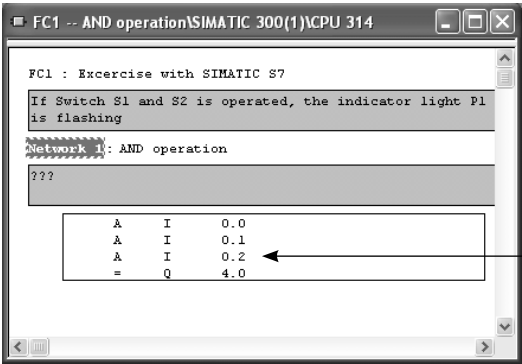 FC1 -- AND operation\SIMATIC 300(1)\CPU 314
FC1 : Excercise with SIMATIC S7
If Switch S1 and S2 is operated, the indicator light P1
is flashing
Network 1: AND operation
???
A I 0.0
A I 0.1
A I 0.2
= Q 4.0